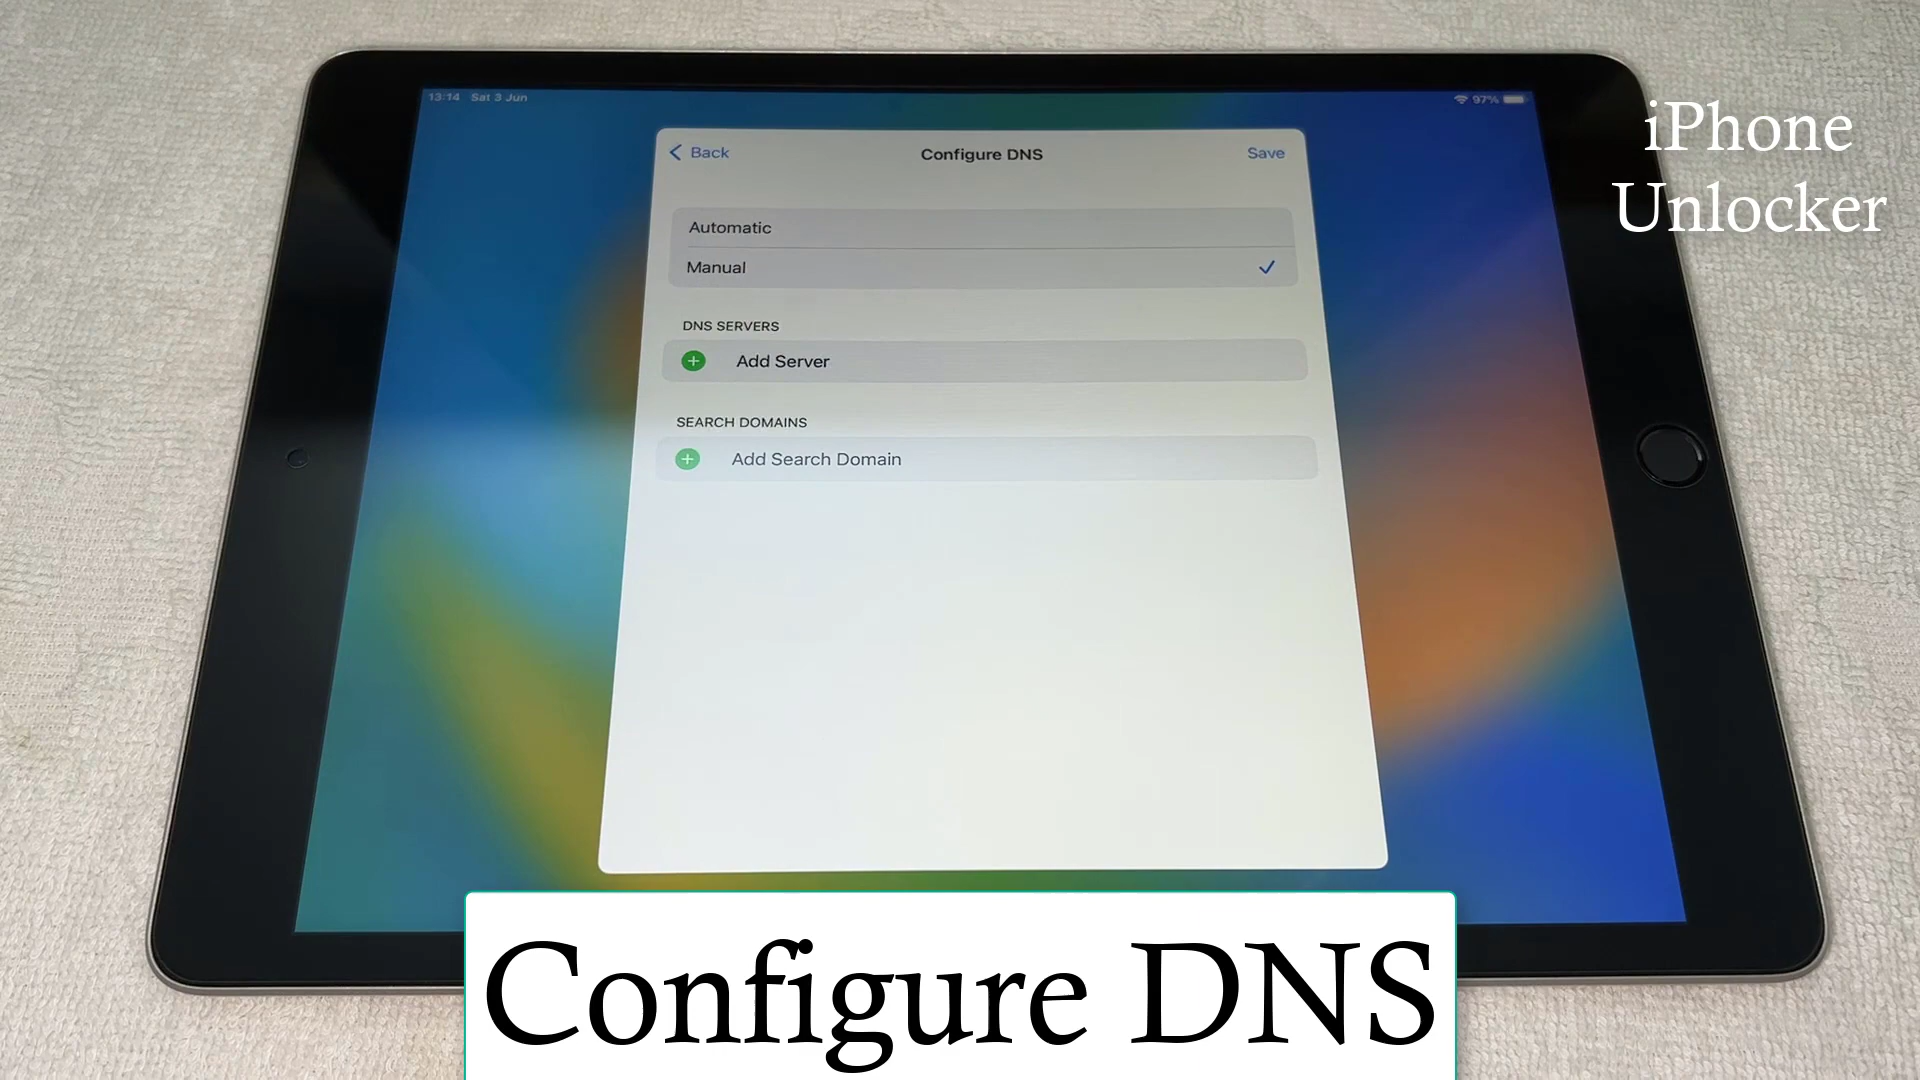 13:14 Sat 3 Jun
97%
iPhone
Unlocker
Back
Configure DNS
Save
Automatic
Manual
DNS SERVERS
Add Server
SEARCH DOMAINS
Add Search Domain
Configure DNS